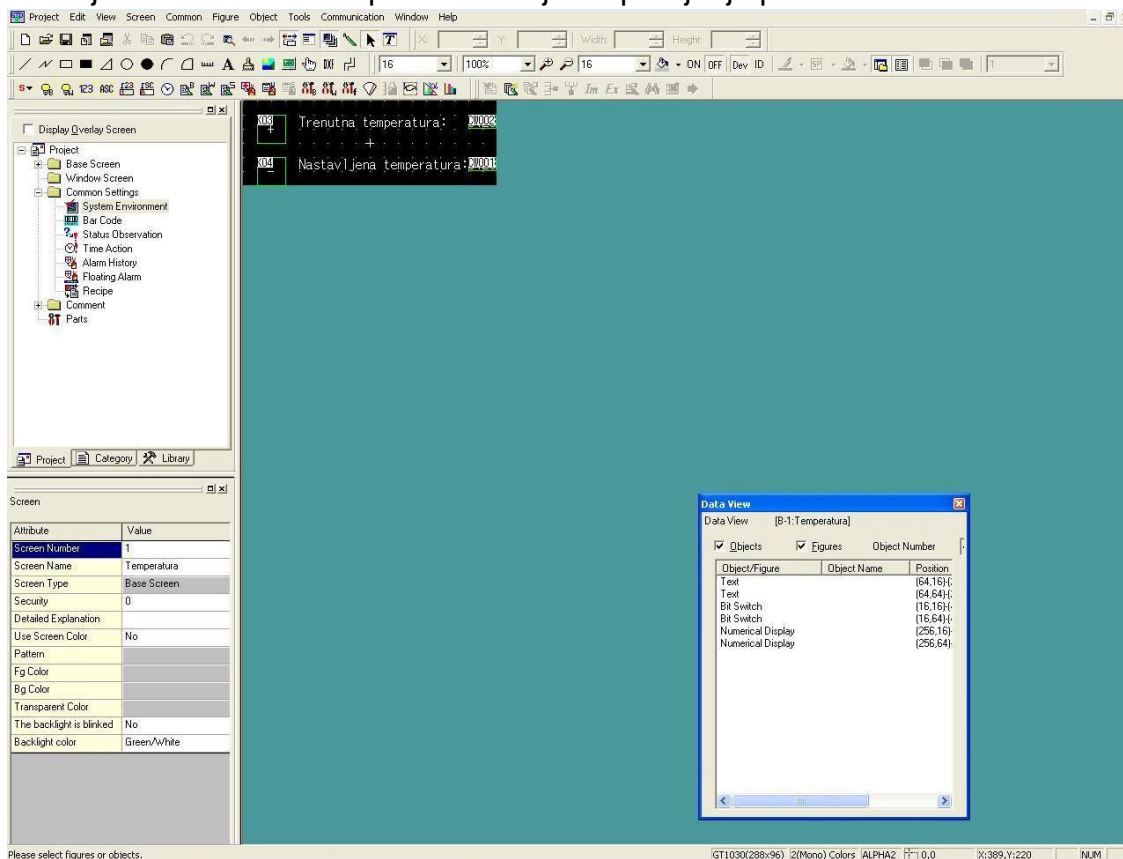 Project Edit View Screen Common Figure Object Tools Communication Window Help
X: Y: Width: Height:
16 100% 16 ON OFF Dev ID 1
123 ASC
Display Overlay Screen
Project
Base Screen
Window Screen
Common Settings
System Environment
Bar Code
Status Observation
Time Action
Alarm History
Floating Alarm
Recipe
Comment
Parts
Project Category Library
Trenutna temperatura:
+
Nastavljena temperatura:
Screen
Attribute Value
Screen Number 1
Screen Name Temperatura
Screen Type Base Screen
Security 0
Detailed Explanation
Use Screen Color No
Pattern
Fg Color
Bg Color
Transparent Color
The backlight is blinked No
Backlight color Green/White
Data View
Data View [B-1:Temperatura]
Objects Figures Object Number
Object/Figure Object Name Position
Text (64,16)-(
Text (64,64)-(
Bit Switch (16,16)-(
Bit Switch (16,64)-(
Numerical Display (256,16)-
Numerical Display (256,64)-
Please select figures or objects.
GT1030(288x96) 2(Mono) Colors ALPHA2 0,0 X:389,Y:220 NUM